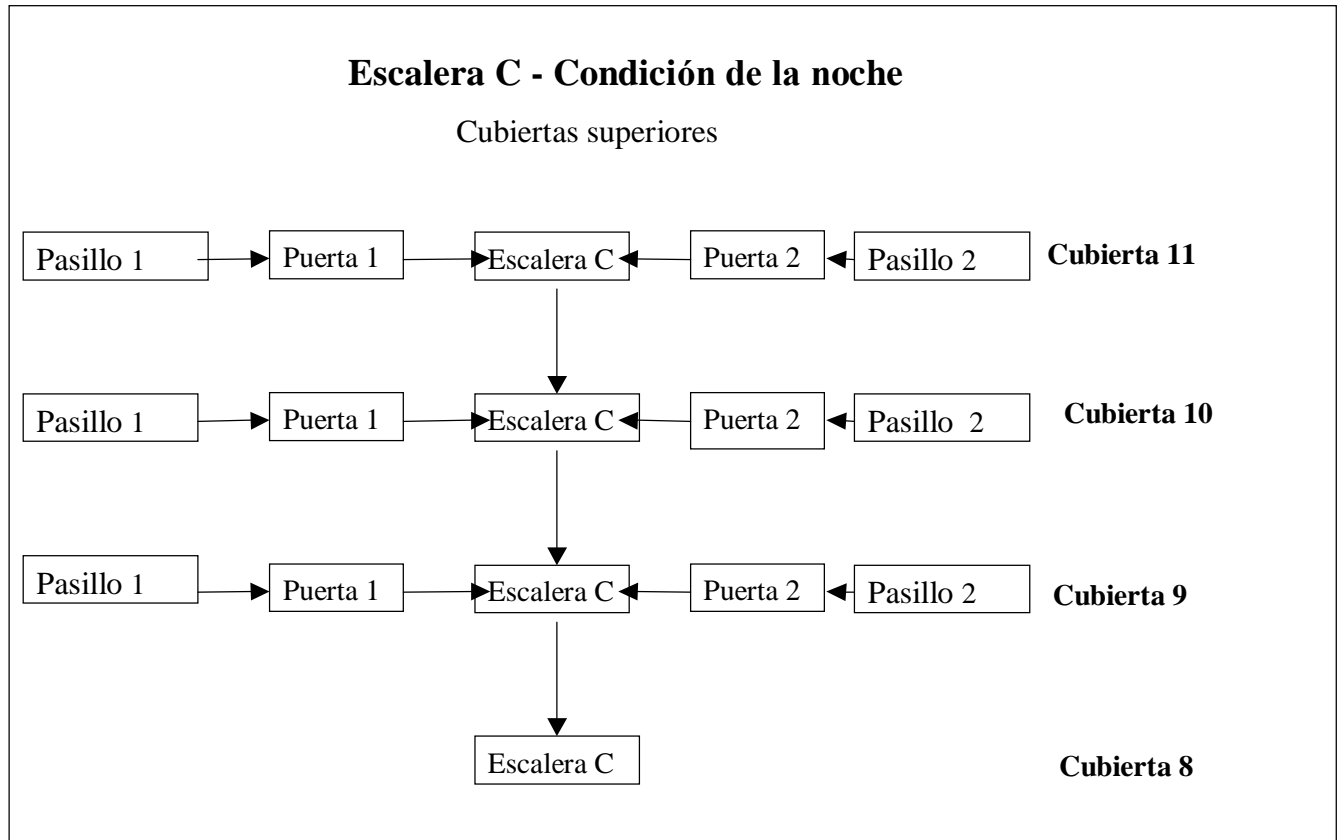 Escalera C - Condición de la noche
Cubiertas superiores
Pasillo 1 Puerta 1 Escalera C Puerta 2 Pasillo 2 Cubierta 11
Pasillo 1 Puerta 1 Escalera C Puerta 2 Pasillo 2 Cubierta 10
Pasillo 1 Puerta 1 Escalera C Puerta 2 Pasillo 2 Cubierta 9
Escalera C Cubierta 8